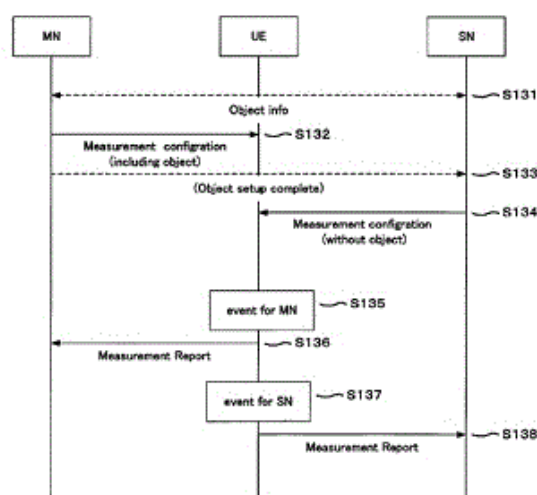 MN UE SN
S131
Object info
S132
Measurement configration
(including object)
S133
(Object setup complete)
S134
Measurement configration
(without object)
event for MN
S135
S136
Measurement Report
event for SN
S137
S138
Measurement Report